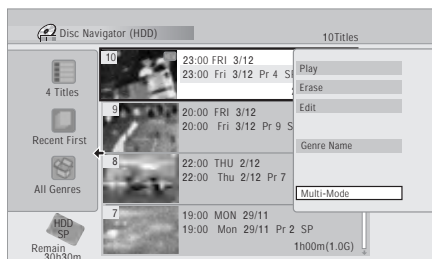 Disc Navigator (HDD)
10Titles
4 Titles
Recent First
All Genres
HDD
SP
Remain
30h30m
10
23:00 FRI 3/12
23:00 Fri 3/12 Pr 4
9
20:00 FRI 3/12
20:00 Fri 3/12 Pr 9 S
8
22:00 THU 2/12
22:00 Thu 2/12 Pr 7
7
19:00 MON 29/11
19:00 Mon 29/11 Pr 2 SP
1h00m(1.0G)
Play
Erase
Edit
Genre Name
Multi-Mode